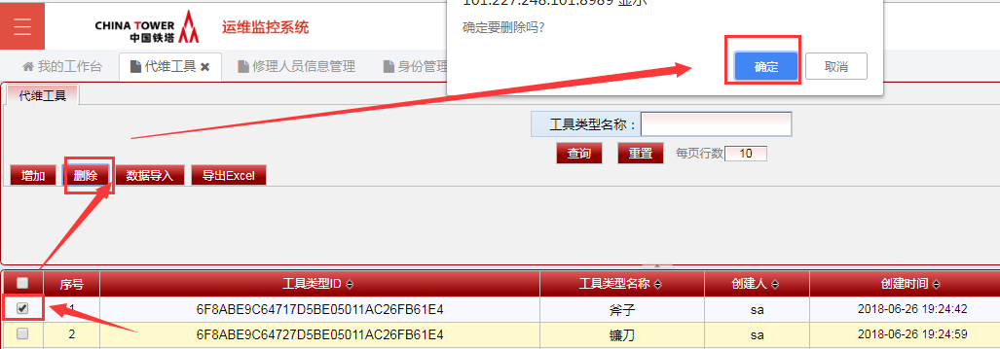 101.227.248.101:8989 显示
确定要删除吗?
确定 取消
CHINA TOWER
中国铁塔
运维监控系统
我的工作台 代维工具 修理人员信息管理 身份管理
代维工具
工具类型名称：
查询 重置 每页行数 10
增加 删除 数据导入 导出Excel
序号 工具类型ID 工具类型名称 创建人 创建时间
1 6F8ABE9C64717D5BE05011AC26FB61E4 斧子 sa 2018-06-26 19:24:42
2 6F8ABE9C64727D5BE05011AC26FB61E4 镰刀 sa 2018-06-26 19:24:59